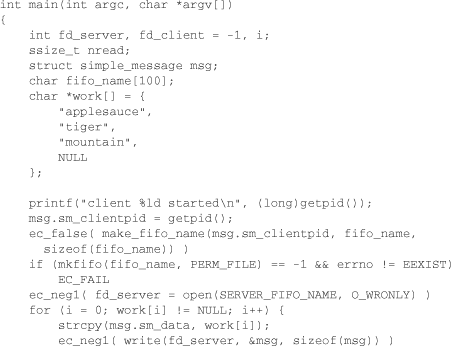 int main(int argc, char *argv[])
{
    int fd_server, fd_client = -1, i;
    ssize_t nread;
    struct simple_message msg;
    char fifo_name[100];
    char *work[] = {
        "applesauce",
        "tiger",
        "mountain",
        NULL
    };

    printf("client %ld started\n", (long)getpid());
    msg.sm_clientpid = getpid();
    ec_false( make_fifo_name(msg.sm_clientpid, fifo_name,
      sizeof(fifo_name)) )
    if (mkfifo(fifo_name, PERM_FILE) == -1 && errno != EEXIST)
        EC_FAIL
    ec_neg1( fd_server = open(SERVER_FIFO_NAME, O_WRONLY) )
    for (i = 0; work[i] != NULL; i++) {
        strcpy(msg.sm_data, work[i]);
        ec_neg1( write(fd_server, &msg, sizeof(msg)) )